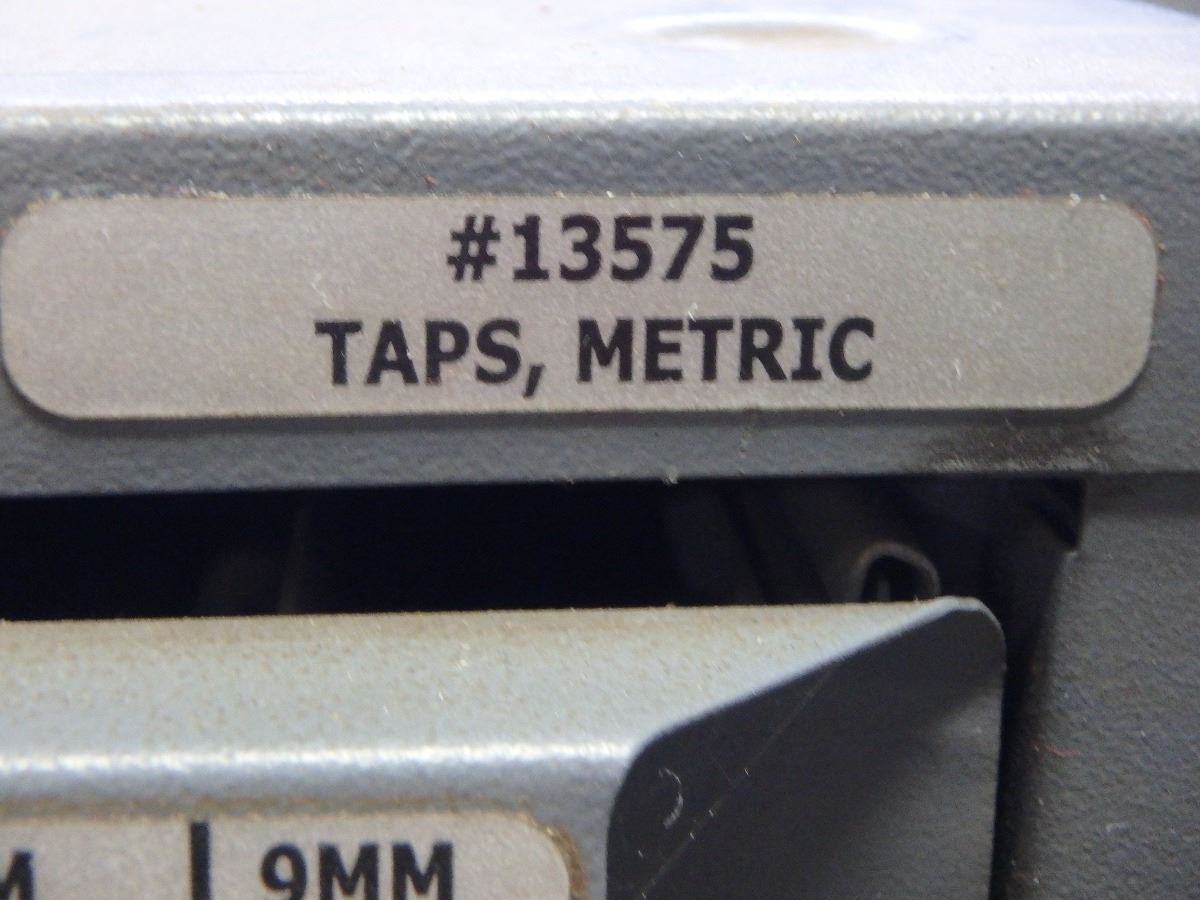 #13575
TAPS, METRIC
9MM